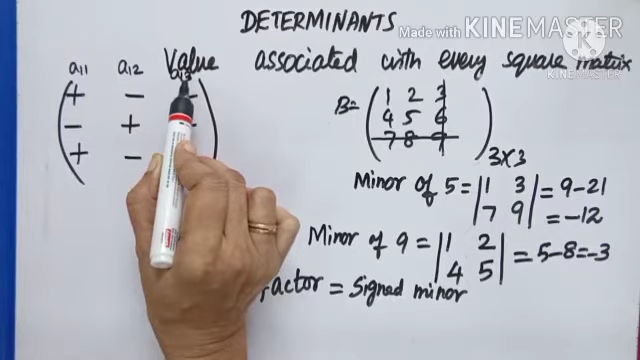 DETERMINANTS
Made with KINEMASTER
Value associated with every square matrix
a11 a12 a13
+ − −
− + −
+ −
B= 1 2 3
4 5 6
7 8 9
3×3
Minor of 5 = |1 3| = 9-21
|7 9| = -12
Minor of 9 = |1 2| = 5-8=-3
|4 5|
factor = Signed minor